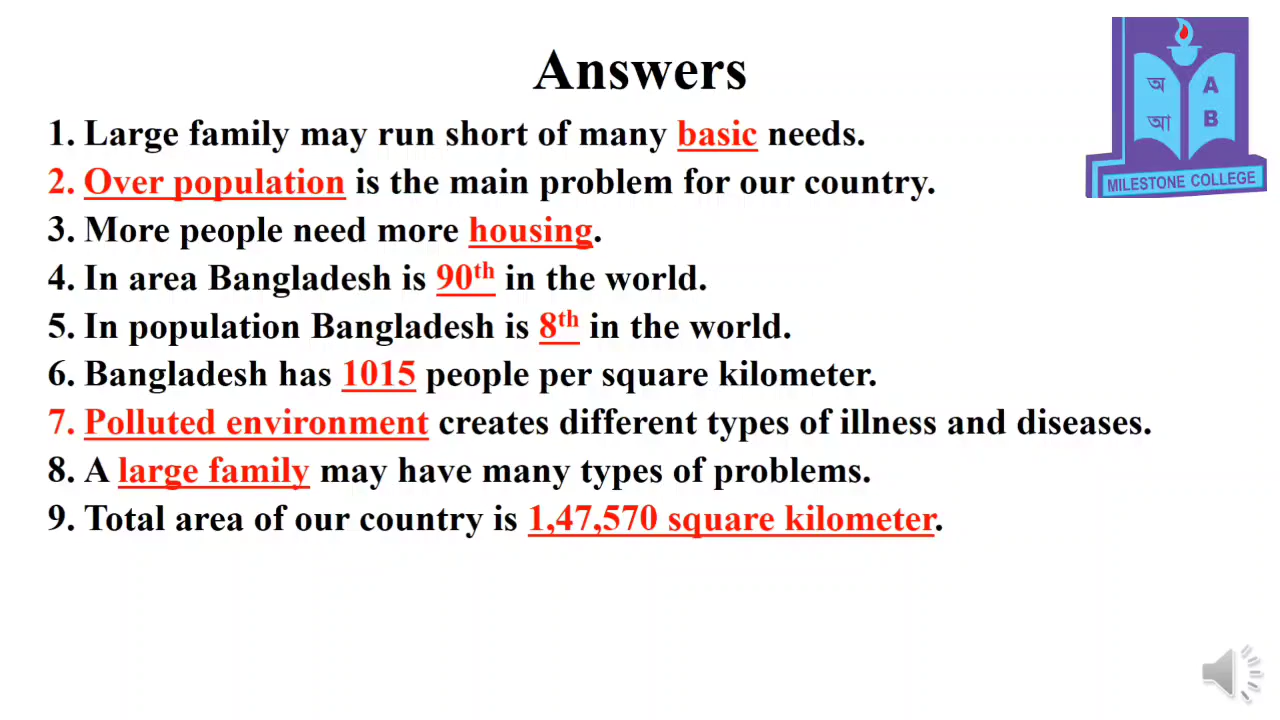 Answers
1. Large family may run short of many basic needs.
2. Over population is the main problem for our country.
3. More people need more housing.
4. In area Bangladesh is 90th in the world.
5. In population Bangladesh is 8th in the world.
6. Bangladesh has 1015 people per square kilometer.
7. Polluted environment creates different types of illness and diseases.
8. A large family may have many types of problems.
9. Total area of our country is 1,47,570 square kilometer.
অ A
আ B
MILESTONE COLLEGE